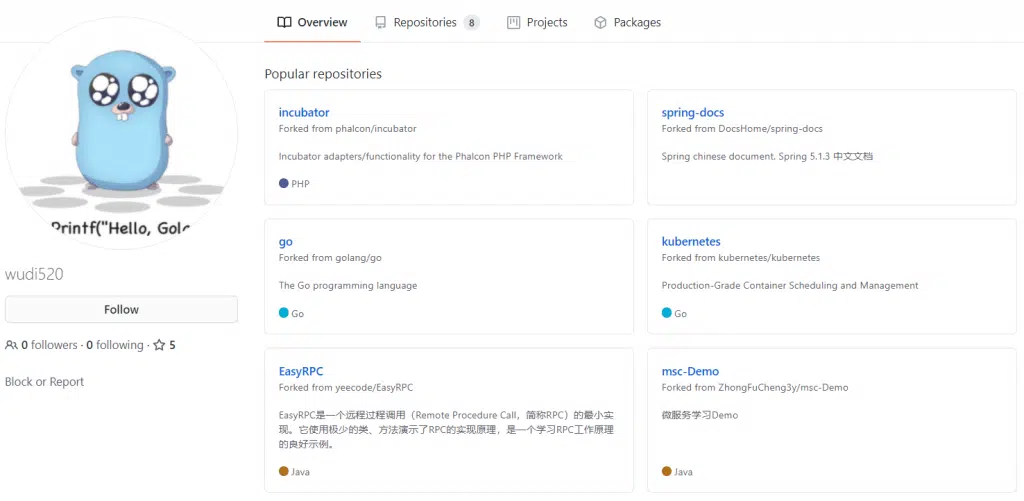 Overview
Repositories 8
Projects
Packages
Printf("Hello, Gola
wudi520
Follow
0 followers · 0 following · 5
Block or Report
Popular repositories
incubator
Forked from phalcon/incubator
Incubator adapters/functionality for the Phalcon PHP Framework
PHP
spring-docs
Forked from DocsHome/spring-docs
Spring chinese document. Spring 5.1.3 中文文档
go
Forked from golang/go
The Go programming language
Go
kubernetes
Forked from kubernetes/kubernetes
Production-Grade Container Scheduling and Management
Go
EasyRPC
Forked from yeecode/EasyRPC
EasyRPC是一个远程过程调用（Remote Procedure Call，简称RPC）的最小实
现。它使用极少的类、方法演示了RPC的实现原理，是一个学习RPC工作原理
的良好示例。
Java
msc-Demo
Forked from ZhongFuCheng3y/msc-Demo
微服务学习Demo
Java